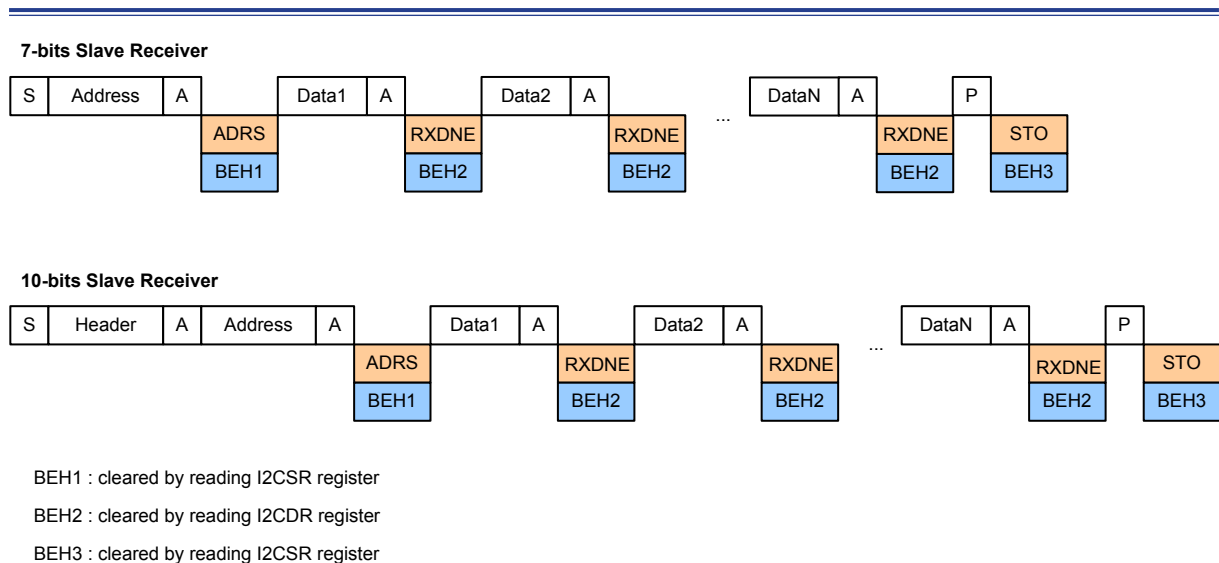 7-bits Slave Receiver
S Address A Data1 A Data2 A DataN A P
...
ADRS RXDNE RXDNE RXDNE STO
BEH1 BEH2 BEH2 BEH2 BEH3
10-bits Slave Receiver
S Header A Address A Data1 A Data2 A DataN A P
...
ADRS RXDNE RXDNE RXDNE STO
BEH1 BEH2 BEH2 BEH2 BEH3
BEH1 : cleared by reading I2CSR register
BEH2 : cleared by reading I2CDR register
BEH3 : cleared by reading I2CSR register